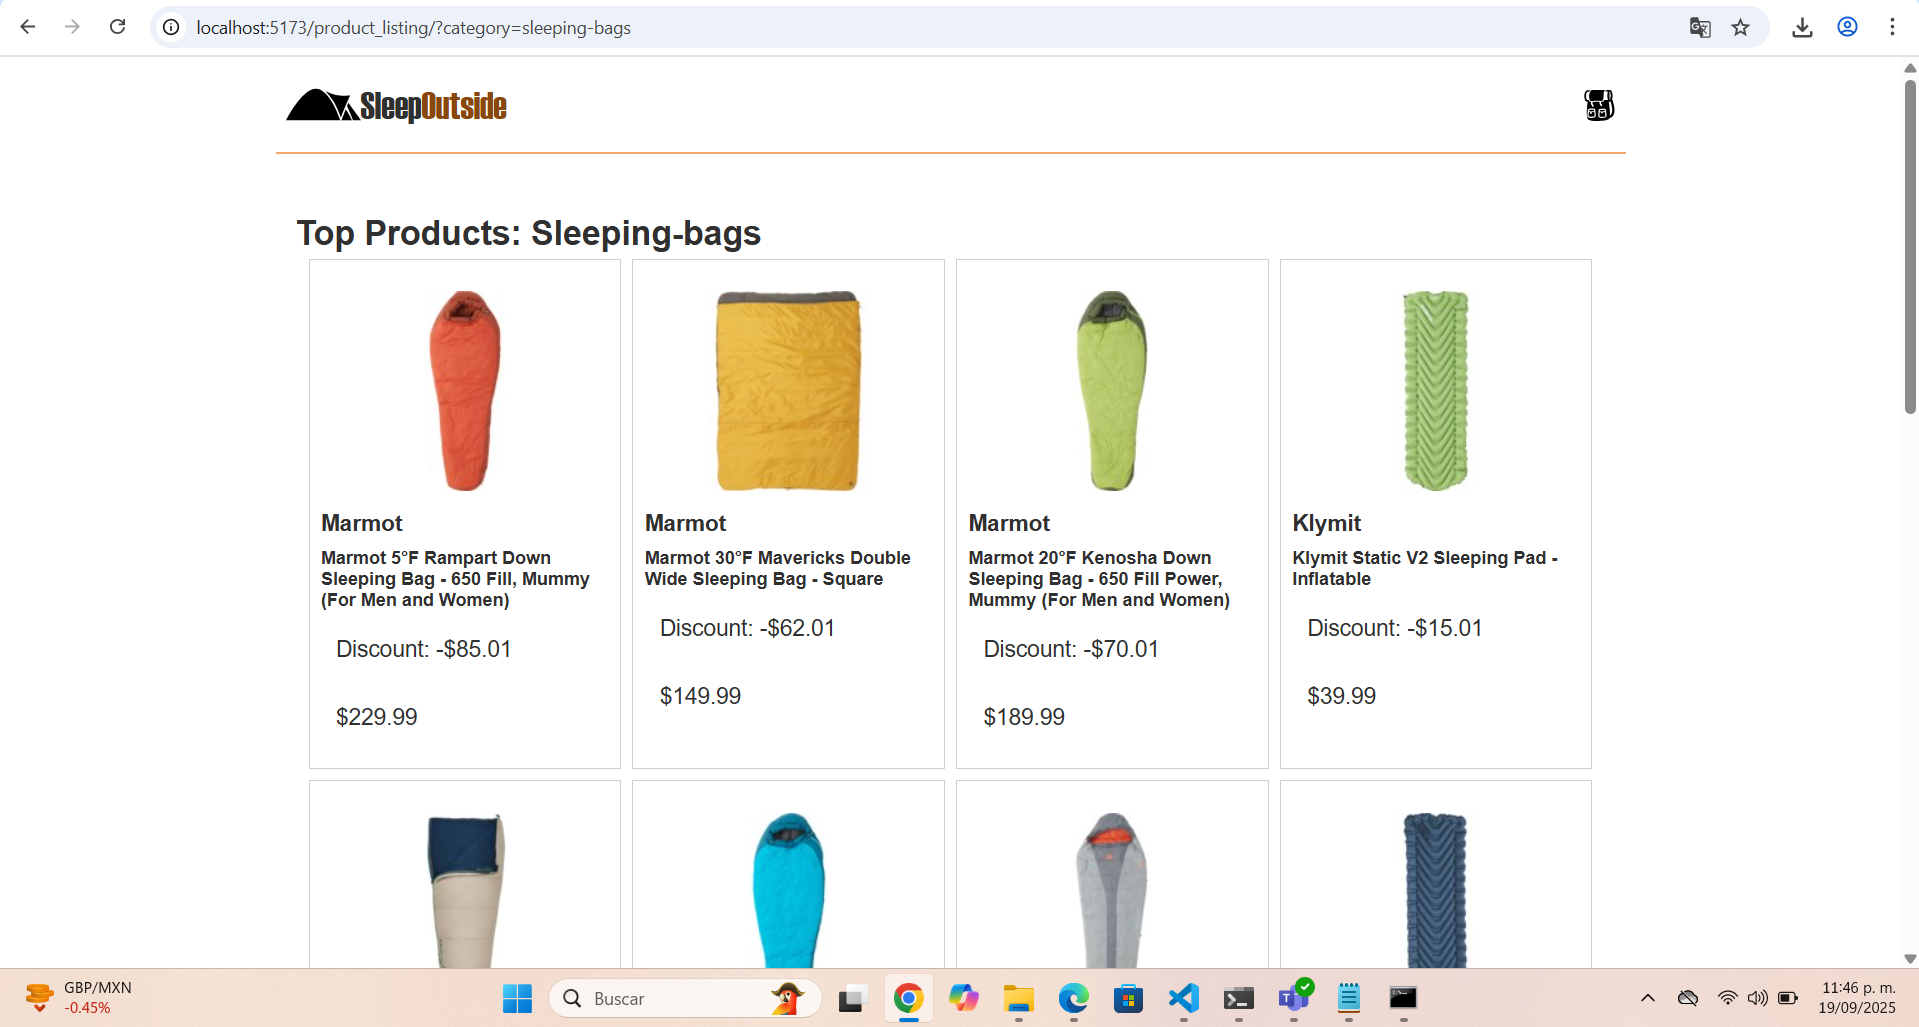 localhost:5173/product_listing/?category=sleeping-bags
SleepOutside
Top Products: Sleeping-bags
Marmot
Marmot 5°F Rampart Down
Sleeping Bag - 650 Fill, Mummy
(For Men and Women)
Discount: -$85.01
$229.99
Marmot
Marmot 30°F Mavericks Double
Wide Sleeping Bag - Square
Discount: -$62.01
$149.99
Marmot
Marmot 20°F Kenosha Down
Sleeping Bag - 650 Fill Power,
Mummy (For Men and Women)
Discount: -$70.01
$189.99
Klymit
Klymit Static V2 Sleeping Pad -
Inflatable
Discount: -$15.01
$39.99
GBP/MXN
-0.45%
Buscar
11:46 p. m.
19/09/2025